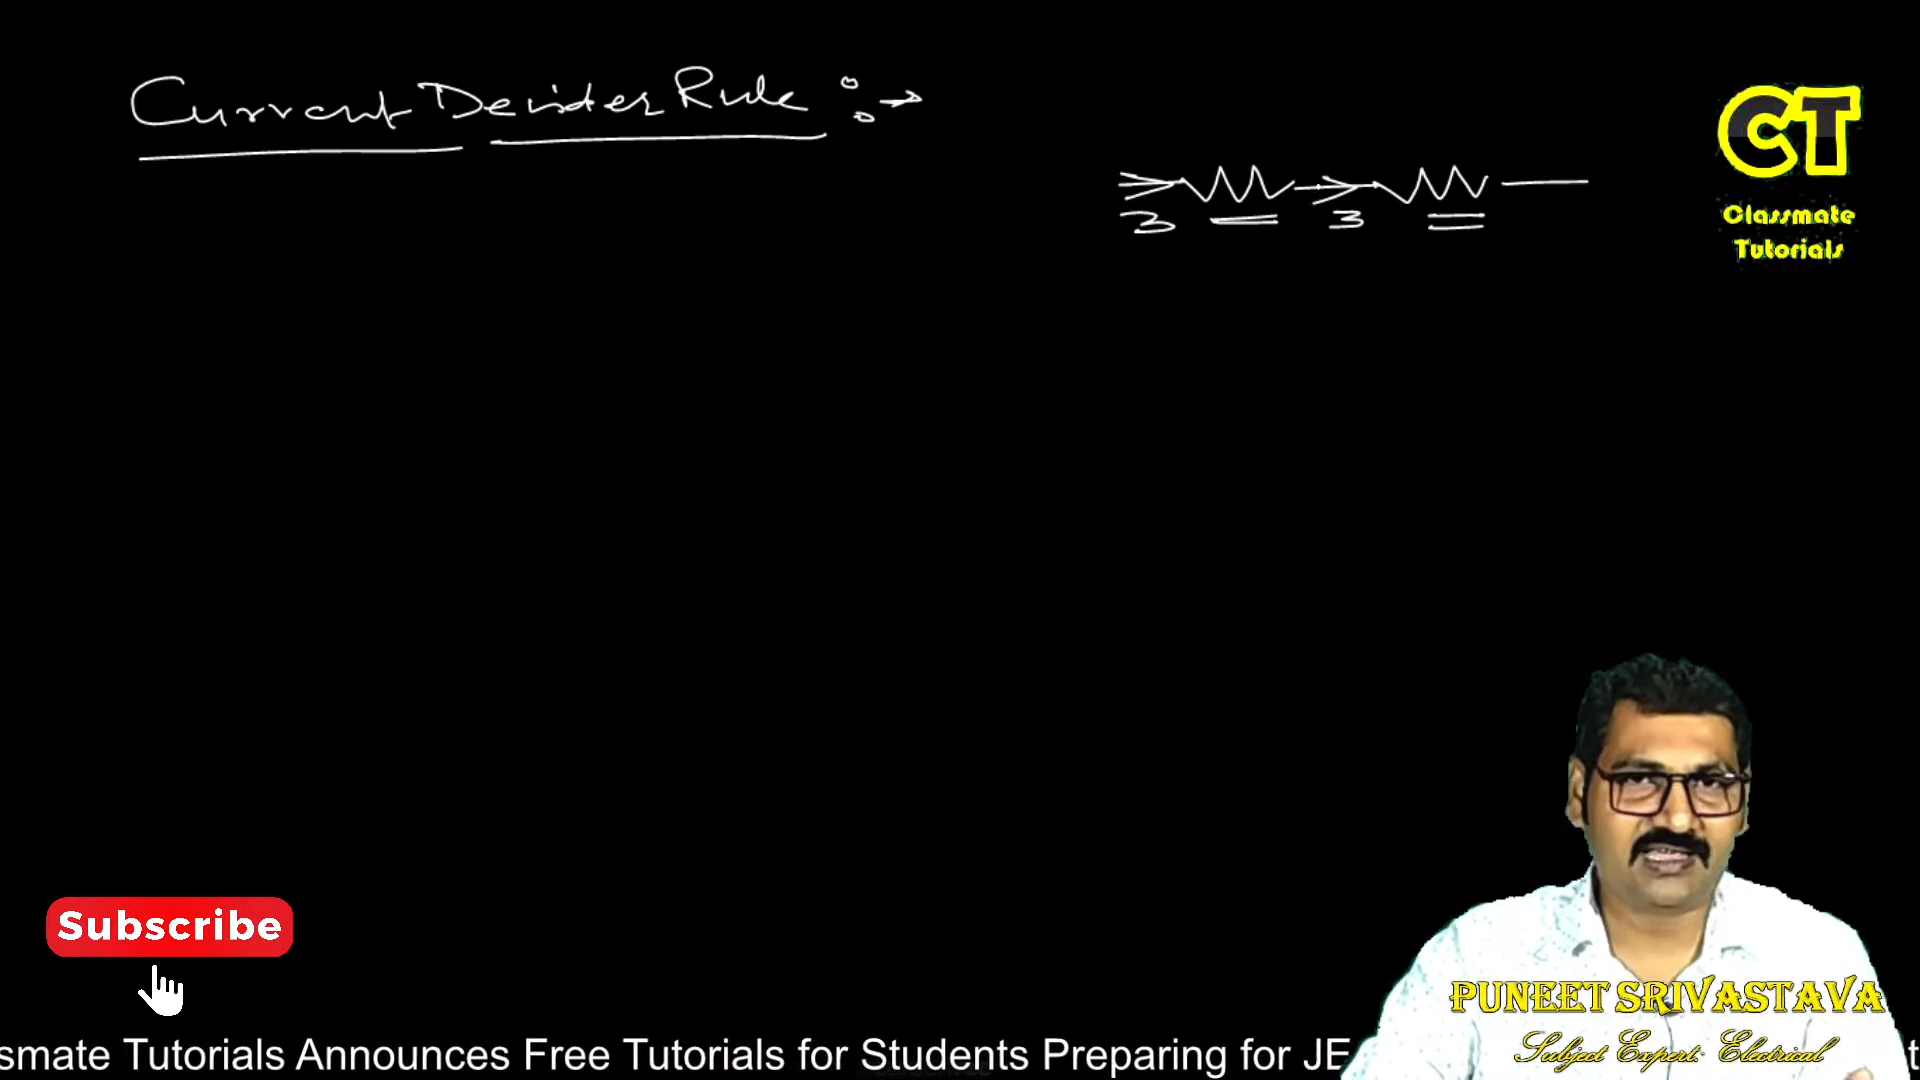 Current Devider Rule :→
3 3
CT
Classmate
Tutorials
Subscribe
PUNEET SRIVASTAVA
Subject Expert: Electrical
smate Tutorials Announces Free Tutorials for Students Preparing for JE t